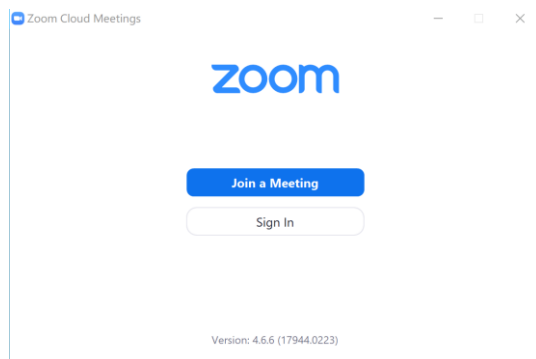 Zoom Cloud Meetings
zoom
Join a Meeting
Sign In
Version: 4.6.6 (17944.0223)